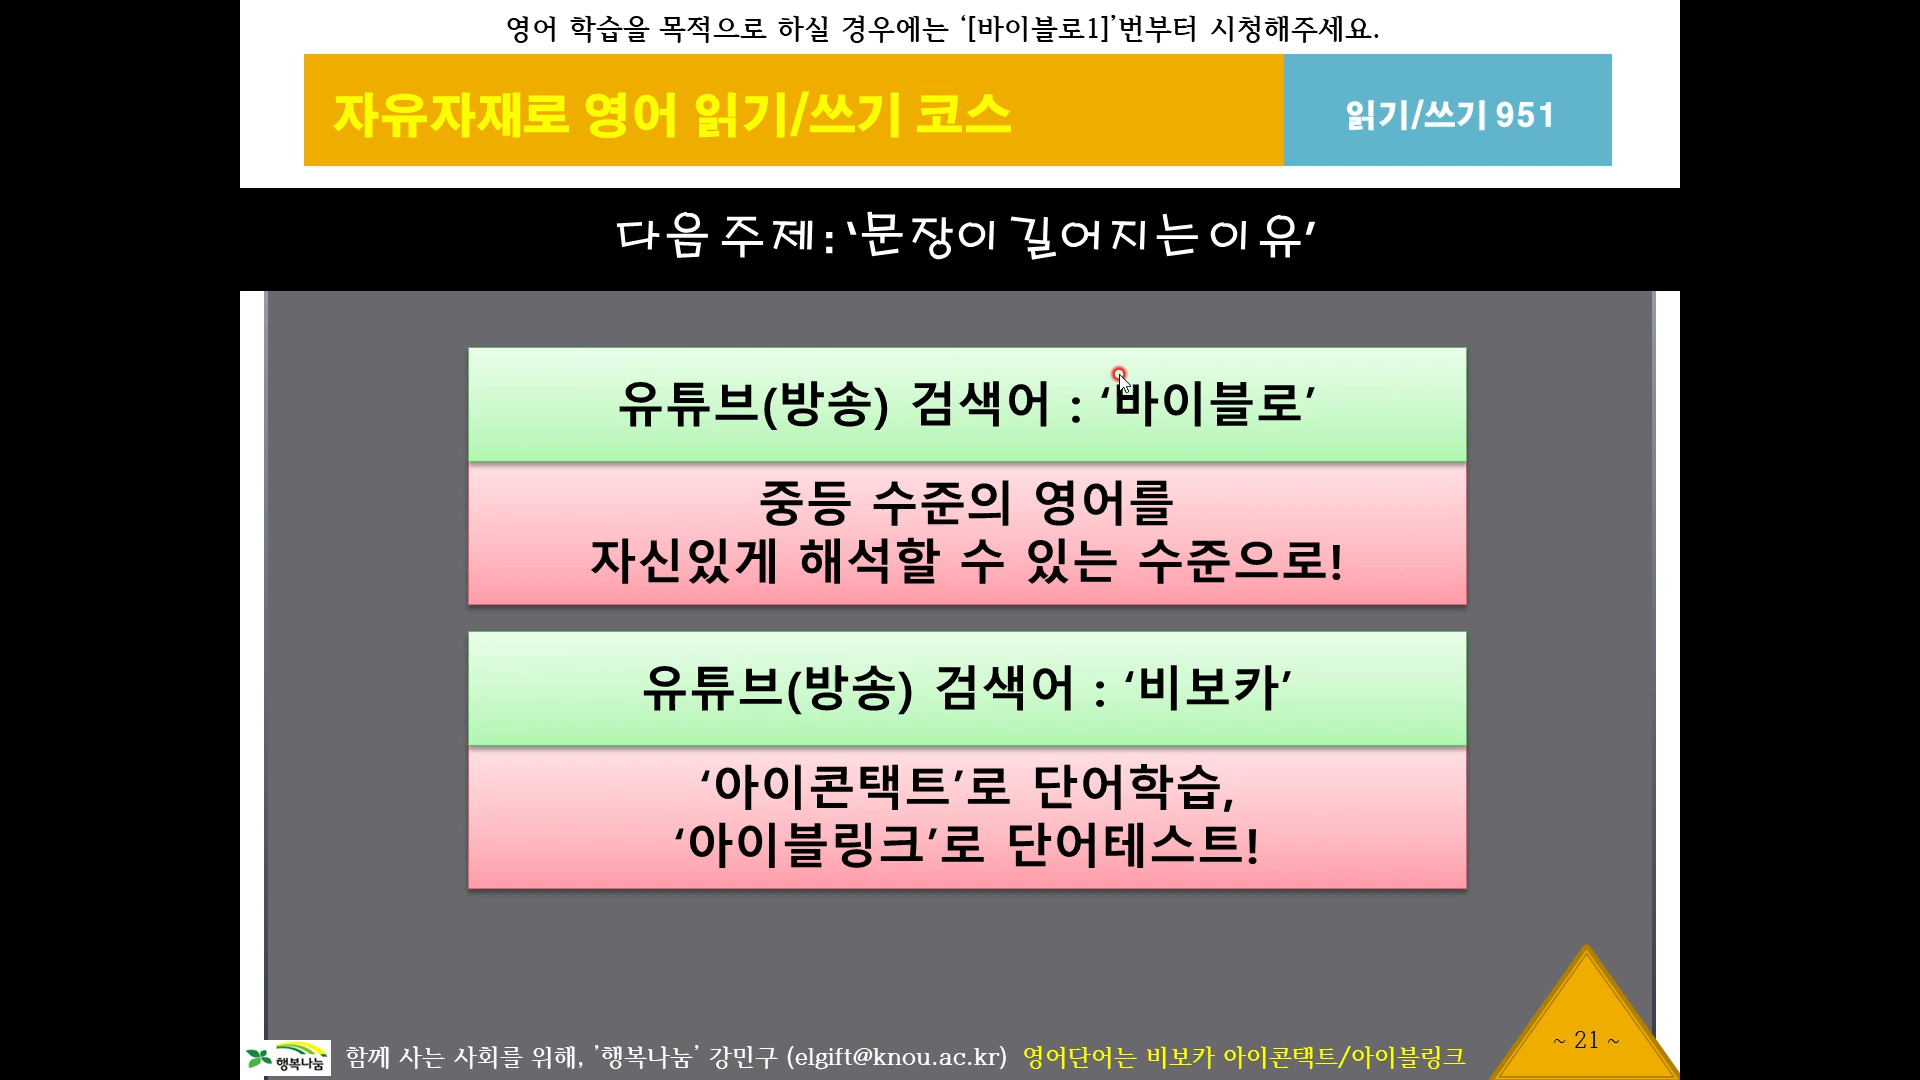 영어 학습을 목적으로 하실 경우에는 ‘[바이블로1]’번부터 시청해주세요.
자유자재로 영어 읽기/쓰기 코스
읽기/쓰기 951
다음 주제 : ‘문장이 길어지는 이유’
유튜브(방송) 검색어 : ‘바이블로’
중등 수준의 영어를
자신있게 해석할 수 있는 수준으로!
유튜브(방송) 검색어 : ‘비보카’
‘아이콘택트’로 단어학습,
‘아이블링크’로 단어테스트!
~ 21 ~
행복나눔
함께 사는 사회를 위해, ’행복나눔’ 강민구 (elgift@knou.ac.kr) 영어단어는 비보카 아이콘택트/아이블링크